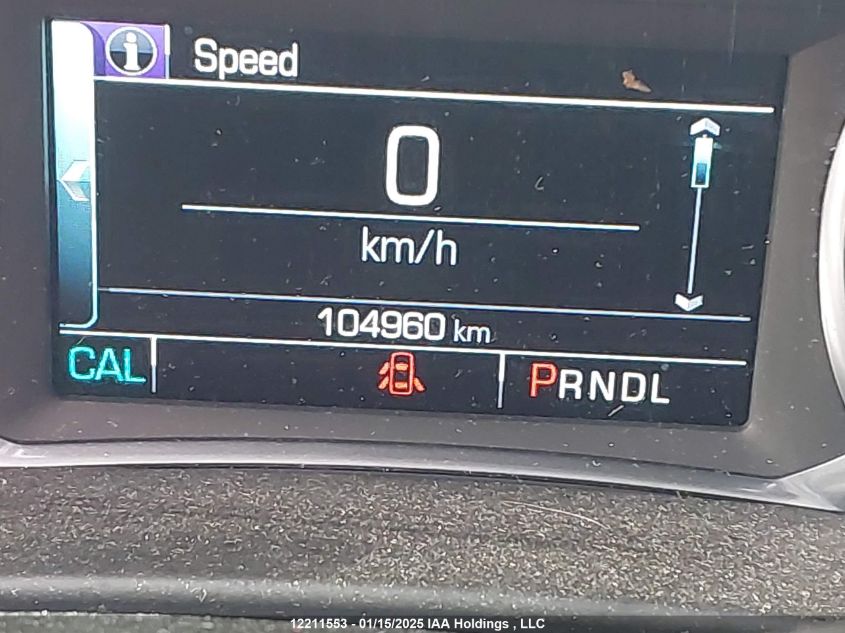 i Speed
0
km/h
104960 km
CAL PRNDL
12211553 - 01/15/2025 IAA Holdings , LLC